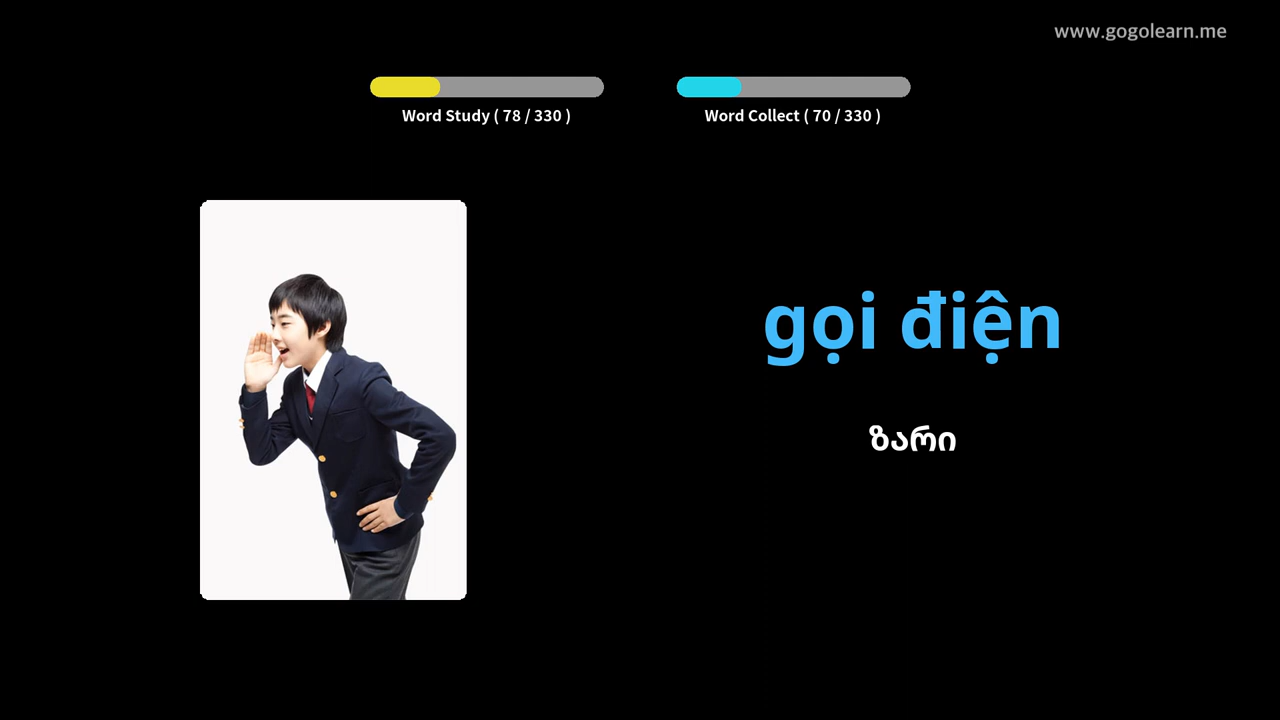 www.gogolearn.me
Word Study ( 78 / 330 )
Word Collect ( 70 / 330 )
gọi điện
ზარი